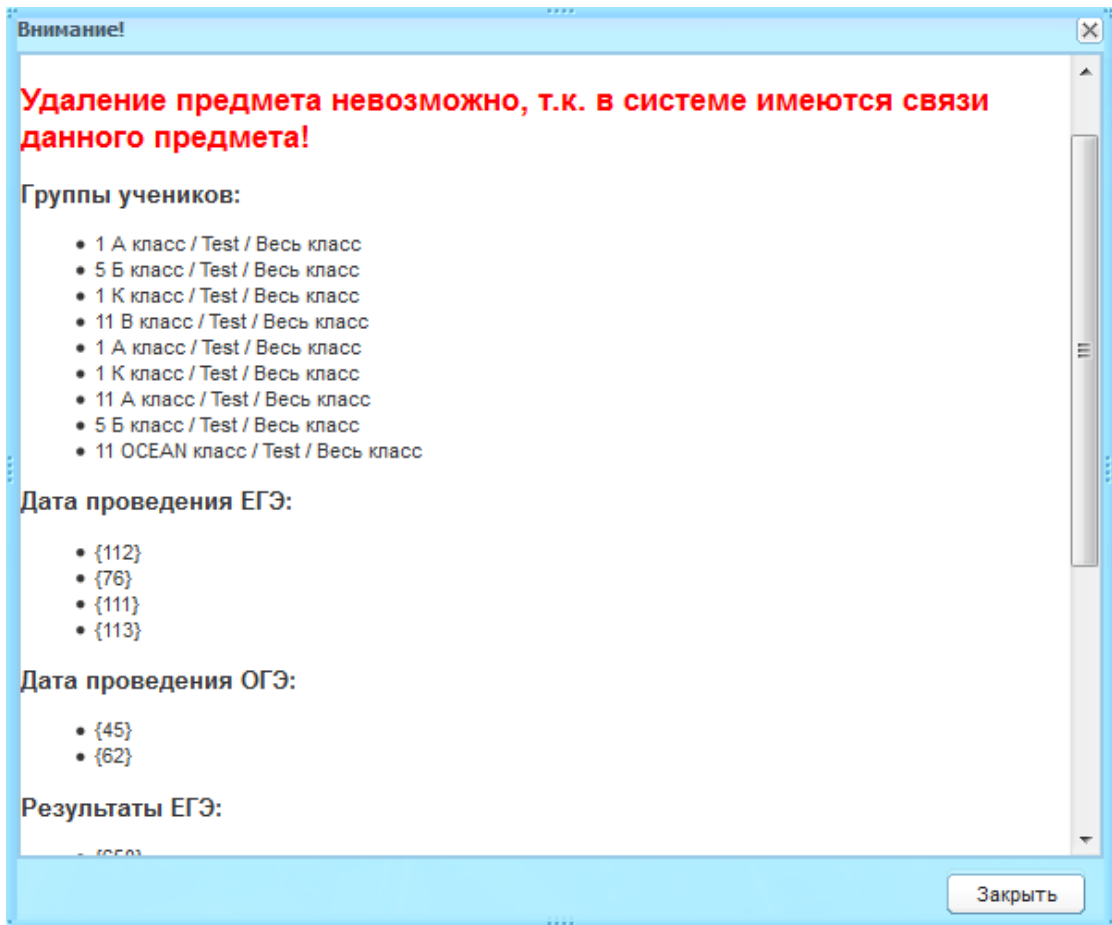 Внимание!
Удаление предмета невозможно, т.к. в системе имеются связи
данного предмета!
Группы учеников:
• 1 А класс / Test / Весь класс
• 5 Б класс / Test / Весь класс
• 1 К класс / Test / Весь класс
• 11 В класс / Test / Весь класс
• 1 А класс / Test / Весь класс
• 1 К класс / Test / Весь класс
• 11 А класс / Test / Весь класс
• 5 Б класс / Test / Весь класс
• 11 OCEAN класс / Test / Весь класс
Дата проведения ЕГЭ:
• {112}
• {76}
• {111}
• {113}
Дата проведения ОГЭ:
• {45}
• {62}
Результаты ЕГЭ:
Закрыть